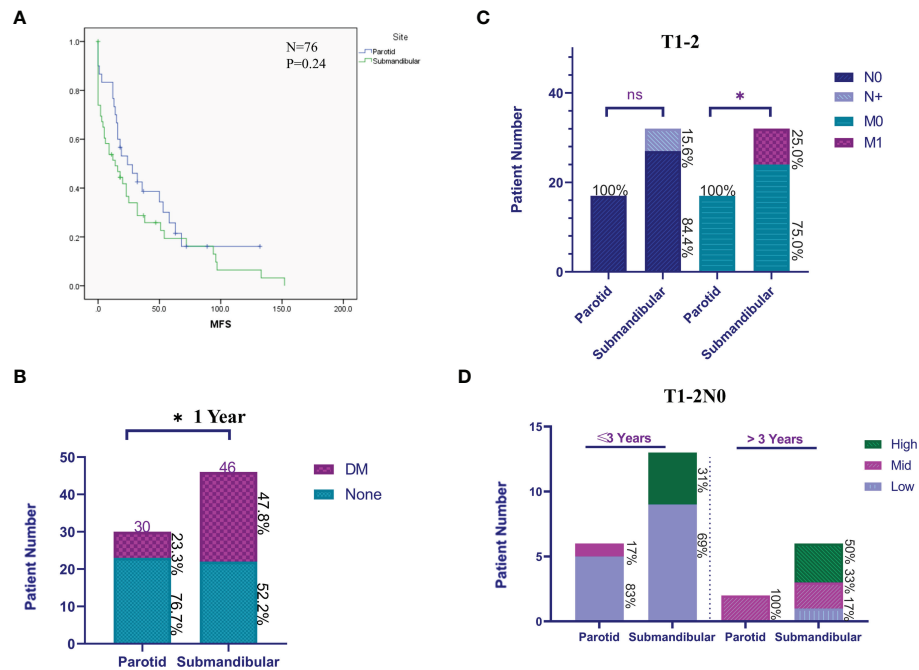 A
Site
N=76
P=0.24
Parotid
Submandibular
1.0
0.8
0.6
0.4
0.2
0.0
.0
50.0
100.0
150.0
200.0
MFS
B
* 1 Year
50
40
30
20
10
0
Patient Number
30
46
23.3%
76.7%
47.8%
52.2%
Parotid
Submandibular
DM
None
C
T1-2
40
20
0
Patient Number
ns
*
100%
15.6%
84.4%
100%
25.0%
75.0%
Parotid
Submandibular
Parotid
Submandibular
N0
N+
M0
M1
D
T1-2N0
15
10
5
0
Patient Number
≤3 Years
> 3 Years
17%
83%
31%
69%
100%
50%
33%
17%
Parotid
Submandibular
Parotid
Submandibular
High
Mid
Low